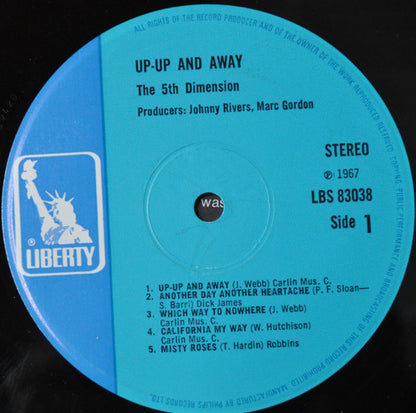 ALL RIGHTS OF THE RECORD PRODUCER AND OF THE OWNER OF THE WORK REPRODUCED RESERVED
COPYING, PUBLIC PERFORMANCE AND BROADCASTING OF THIS RECORD PROHIBITED
MANUFACTURED BY PHILIPS RECORDS LTD.
UP-UP AND AWAY
The 5th Dimension
Producers: Johnny Rivers, Marc Gordon
STEREO
℗ 1967
LBS 83038
Side 1
was
® LIBERTY
1. UP-UP AND AWAY (J. Webb) Carlin Mus. C.
2. ANOTHER DAY ANOTHER HEARTACHE (P. F. Sloan—
S. Barri) Dick James
3. WHICH WAY TO NOWHERE (J. Webb)
Carlin Mus. C.
4. CALIFORNIA MY WAY (W. Hutchison)
Carlin Mus. C.
5. MISTY ROSES (T. Hardin) Robbins